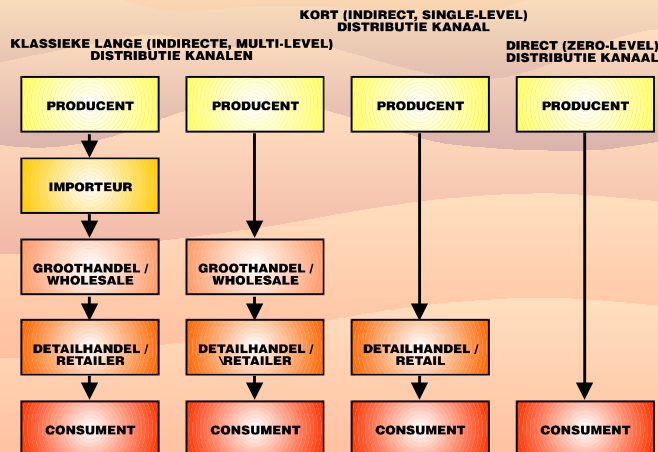 KORT (INDIRECT, SINGLE-LEVEL)
DISTRIBUTIE KANAAL
KLASSIEKE LANGE (INDIRECTE, MULTI-LEVEL)
DISTRIBUTIE KANALEN
DIRECT (ZERO-LEVEL)
DISTRIBUTIE KANAAL
PRODUCENT
PRODUCENT
PRODUCENT
PRODUCENT
IMPORTEUR
GROOTHANDEL /
WHOLESALE
GROOTHANDEL /
WHOLESALE
DETAILHANDEL /
RETAILER
DETAILHANDEL /
\RETAILER
DETAILHANDEL /
RETAIL
CONSUMENT
CONSUMENT
CONSUMENT
CONSUMENT